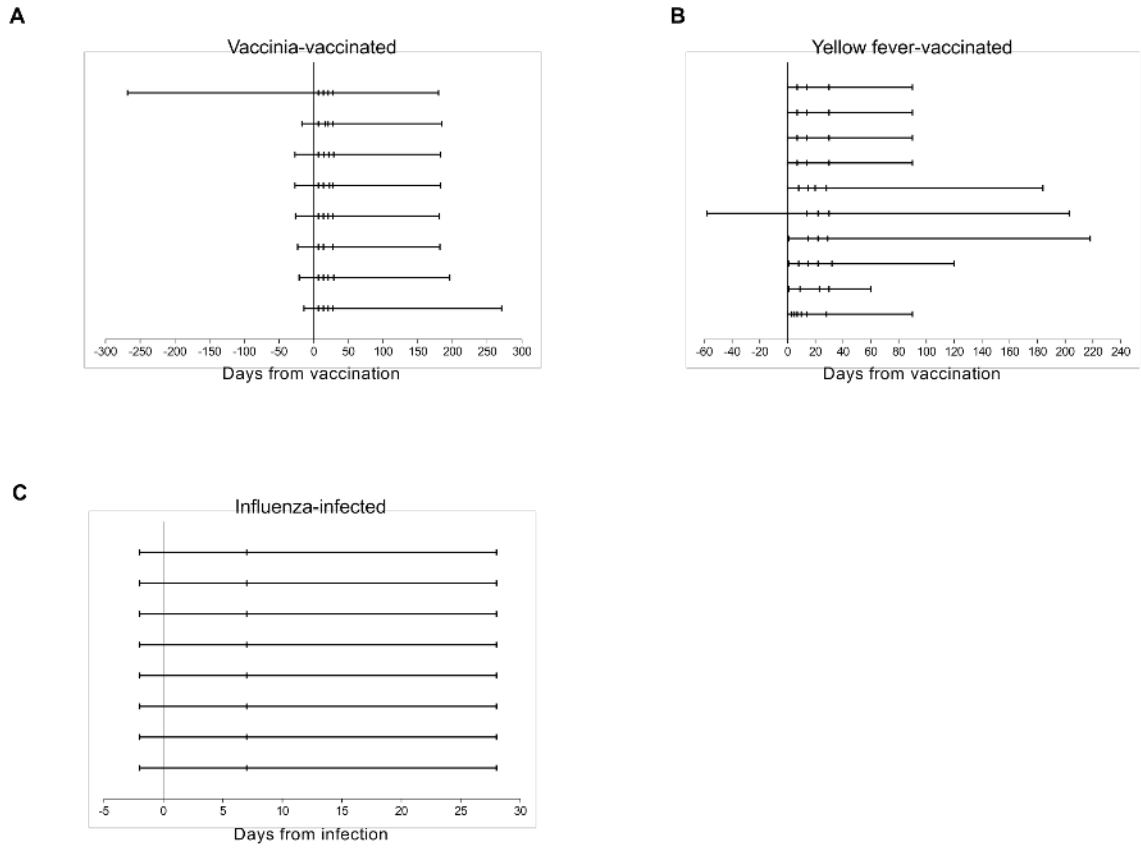 A
Vaccinia-vaccinated
-300 -250 -200 -150 -100 -50 0 50 100 150 200 250 300
Days from vaccination
B
Yellow fever-vaccinated
-60 -40 -20 0 20 40 60 80 100 120 140 160 180 200 220 240
Days from vaccination
C
Influenza-infected
-5 0 5 10 15 20 25 30
Days from infection